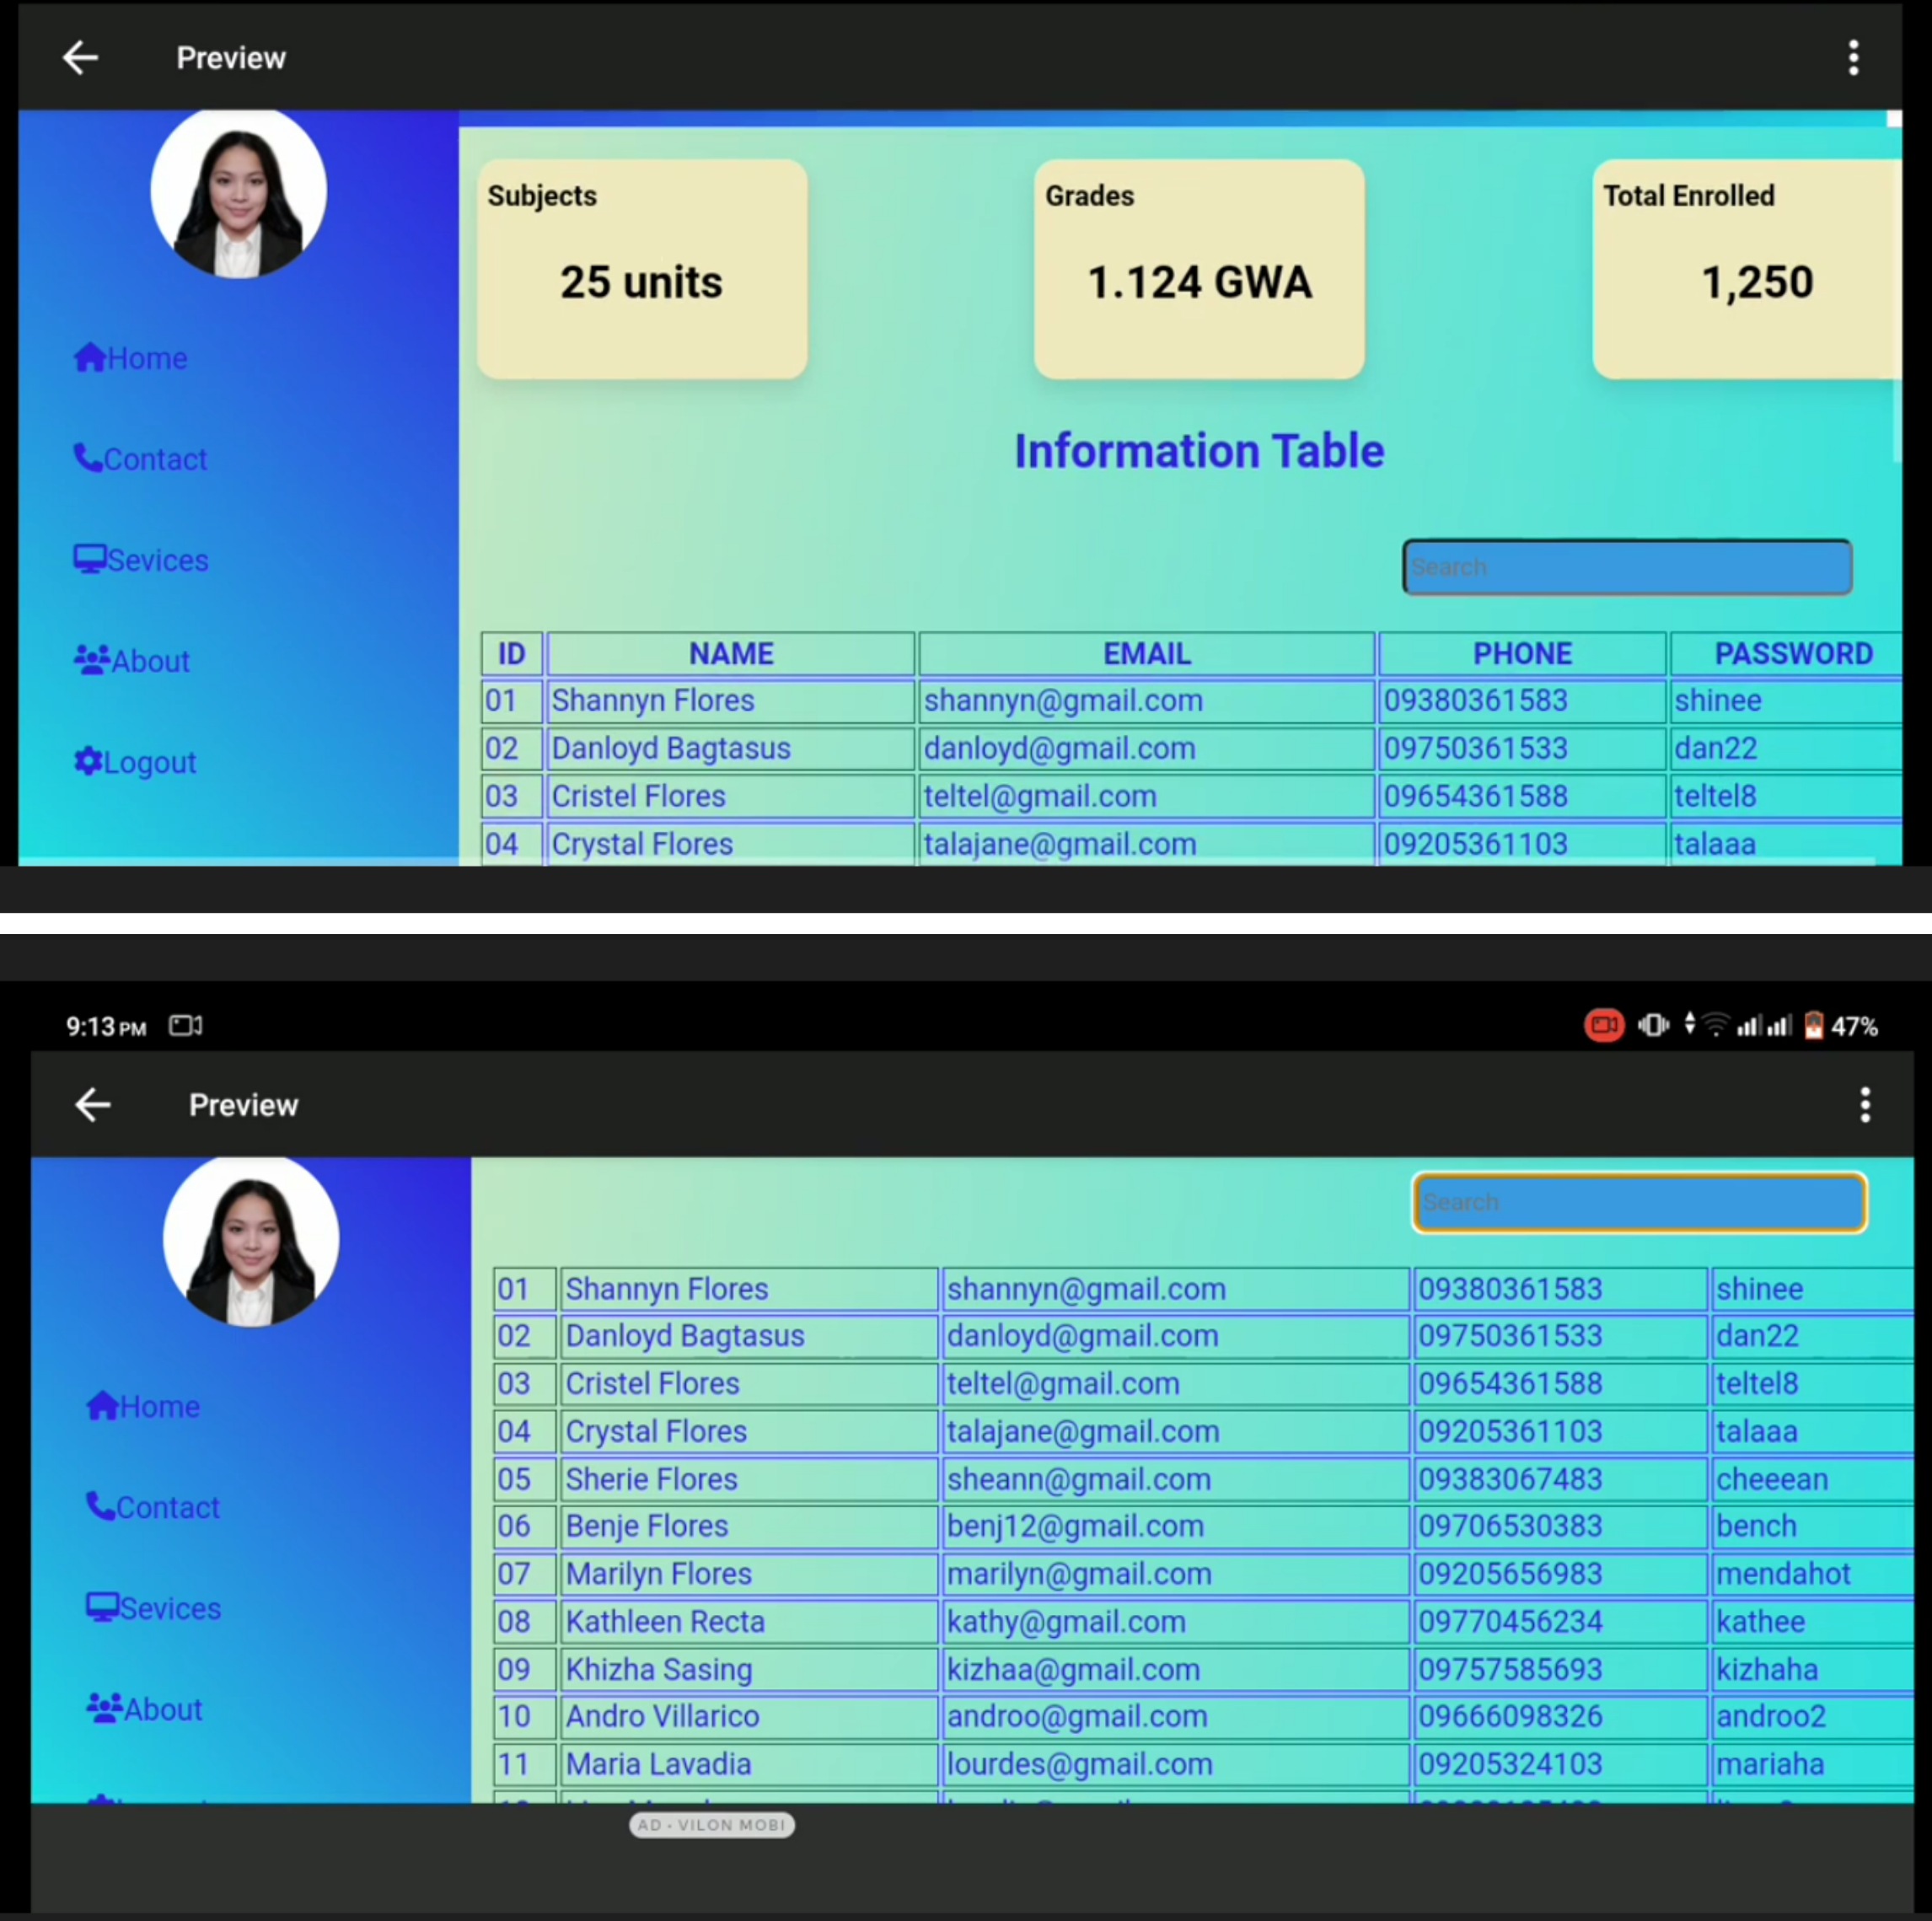 Preview
Subjects
25 units
Grades
1.124 GWA
Total Enrolled
1,250
Home
Contact
Sevices
About
Logout
Information Table
Search
ID NAME EMAIL PHONE PASSWORD
01 Shannyn Flores shannyn@gmail.com 09380361583 shinee
02 Danloyd Bagtasus danloyd@gmail.com 09750361533 dan22
03 Cristel Flores teltel@gmail.com 09654361588 teltel8
04 Crystal Flores talajane@gmail.com 09205361103 talaaa
9:13 PM
47%
Preview
Home
Contact
Sevices
About
Search
01 Shannyn Flores shannyn@gmail.com 09380361583 shinee
02 Danloyd Bagtasus danloyd@gmail.com 09750361533 dan22
03 Cristel Flores teltel@gmail.com 09654361588 teltel8
04 Crystal Flores talajane@gmail.com 09205361103 talaaa
05 Sherie Flores sheann@gmail.com 09383067483 cheeean
06 Benje Flores benj12@gmail.com 09706530383 bench
07 Marilyn Flores marilyn@gmail.com 09205656983 mendahot
08 Kathleen Recta kathy@gmail.com 09770456234 kathee
09 Khizha Sasing kizhaa@gmail.com 09757585693 kizhaha
10 Andro Villarico androo@gmail.com 09666098326 androo2
11 Maria Lavadia lourdes@gmail.com 09205324103 mariaha
AD - VILON MOBI